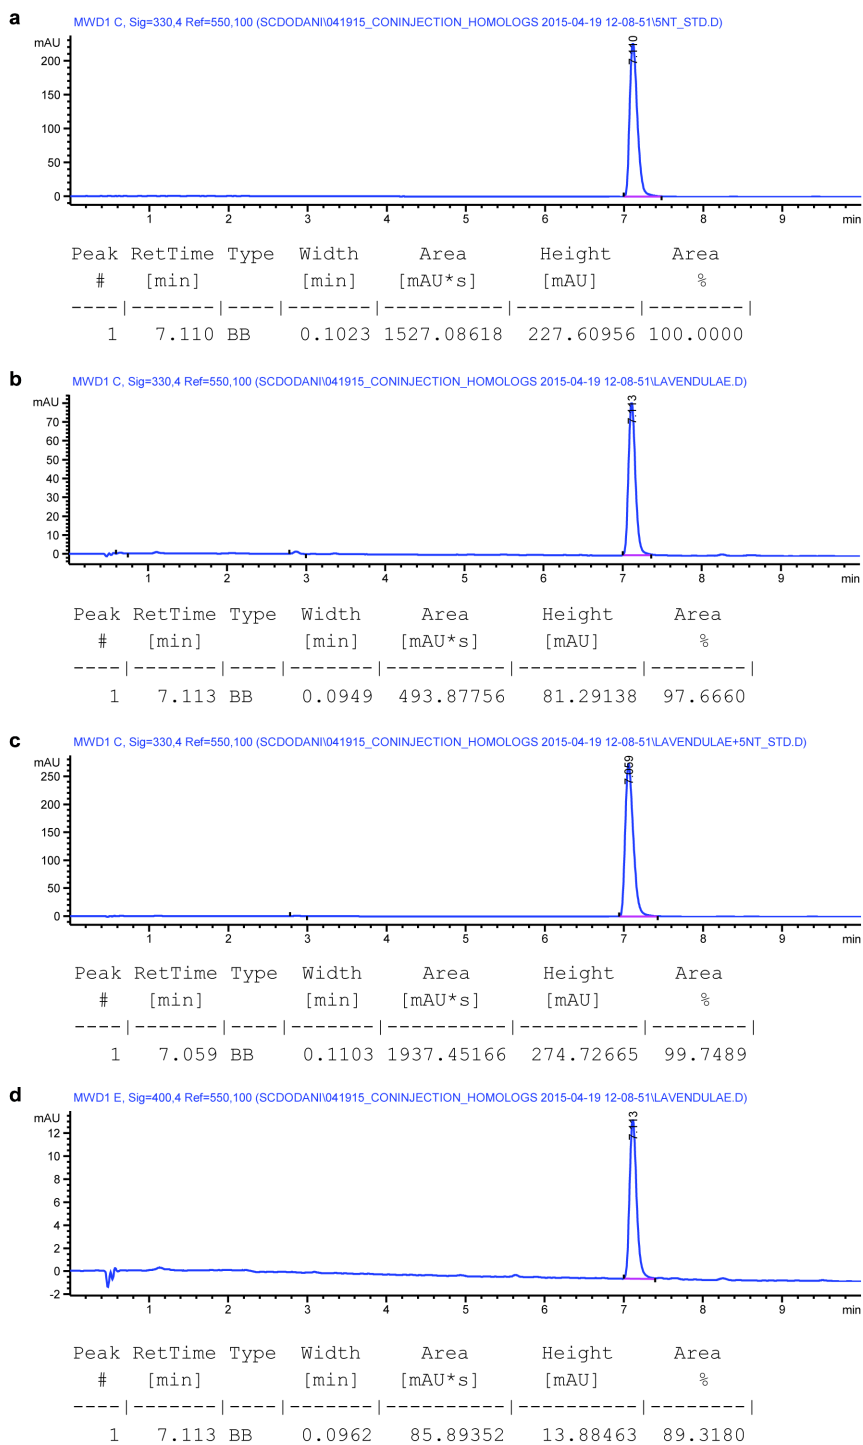 a
MWD1 C, Sig=330,4 Ref=550,100 (SCDODANI\041915_CONINJECTION_HOMOLOGS 2015-04-19 12-08-51\5NT_STD.D)
mAU
7.110
200
150
100
50
0
1 2 3 4 5 6 7 8 9 min
Peak RetTime Type Width Area Height Area
# [min] [min] [mAU*s] [mAU] %
----|-------|----|-------|----------|----------|--------|
1 7.110 BB 0.1023 1527.08618 227.60956 100.0000
b
MWD1 C, Sig=330,4 Ref=550,100 (SCDODANI\041915_CONINJECTION_HOMOLOGS 2015-04-19 12-08-51\LAVENDULAE.D)
mAU
7.113
70
60
50
40
30
20
10
0
1 2 3 4 5 6 7 8 9 min
Peak RetTime Type Width Area Height Area
# [min] [min] [mAU*s] [mAU] %
----|-------|----|-------|----------|----------|--------|
1 7.113 BB 0.0949 493.87756 81.29138 97.6660
c
MWD1 C, Sig=330,4 Ref=550,100 (SCDODANI\041915_CONINJECTION_HOMOLOGS 2015-04-19 12-08-51\LAVENDULAE+5NT_STD.D)
mAU
7.059
250
200
150
100
50
0
1 2 3 4 5 6 7 8 9 min
Peak RetTime Type Width Area Height Area
# [min] [min] [mAU*s] [mAU] %
----|-------|----|-------|----------|----------|--------|
1 7.059 BB 0.1103 1937.45166 274.72665 99.7489
d
MWD1 E, Sig=400,4 Ref=550,100 (SCDODANI\041915_CONINJECTION_HOMOLOGS 2015-04-19 12-08-51\LAVENDULAE.D)
mAU
7.113
12
10
8
6
4
2
0
-2
1 2 3 4 5 6 7 8 9 min
Peak RetTime Type Width Area Height Area
# [min] [min] [mAU*s] [mAU] %
----|-------|----|-------|----------|----------|--------|
1 7.113 BB 0.0962 85.89352 13.88463 89.3180